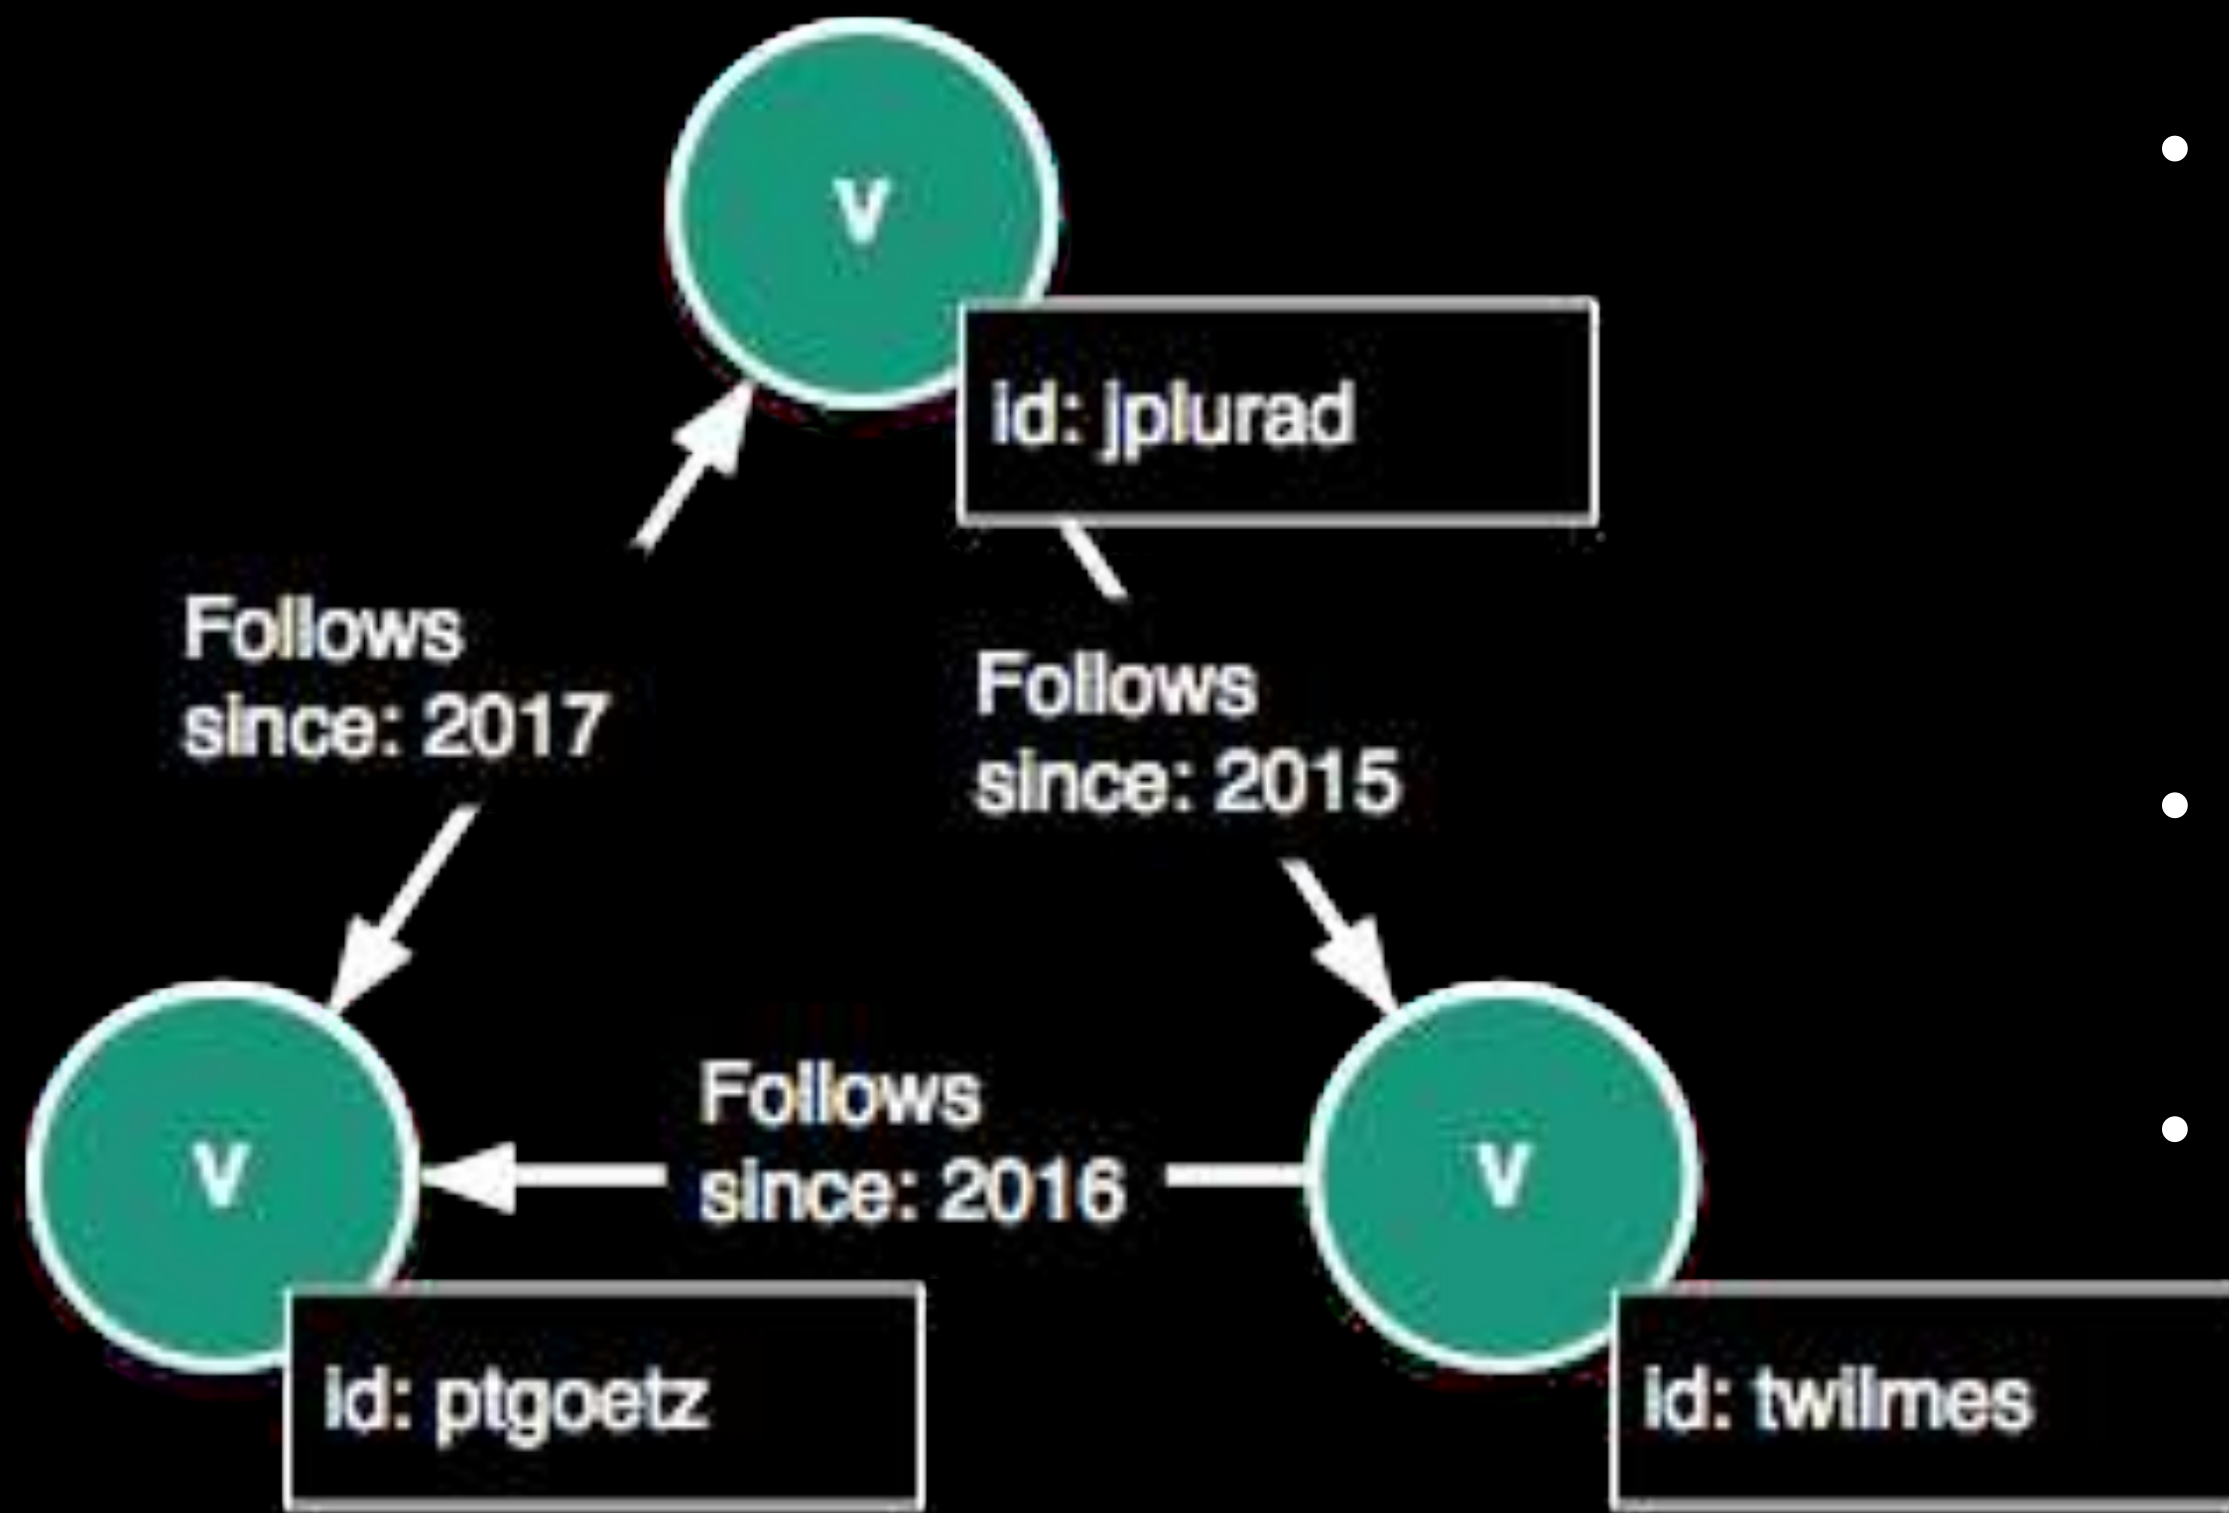 v
id: jplurad
Follows
since: 2017
Follows
since: 2015
Follows
since: 2016
v
v
id: ptgoetz
id: twilmes